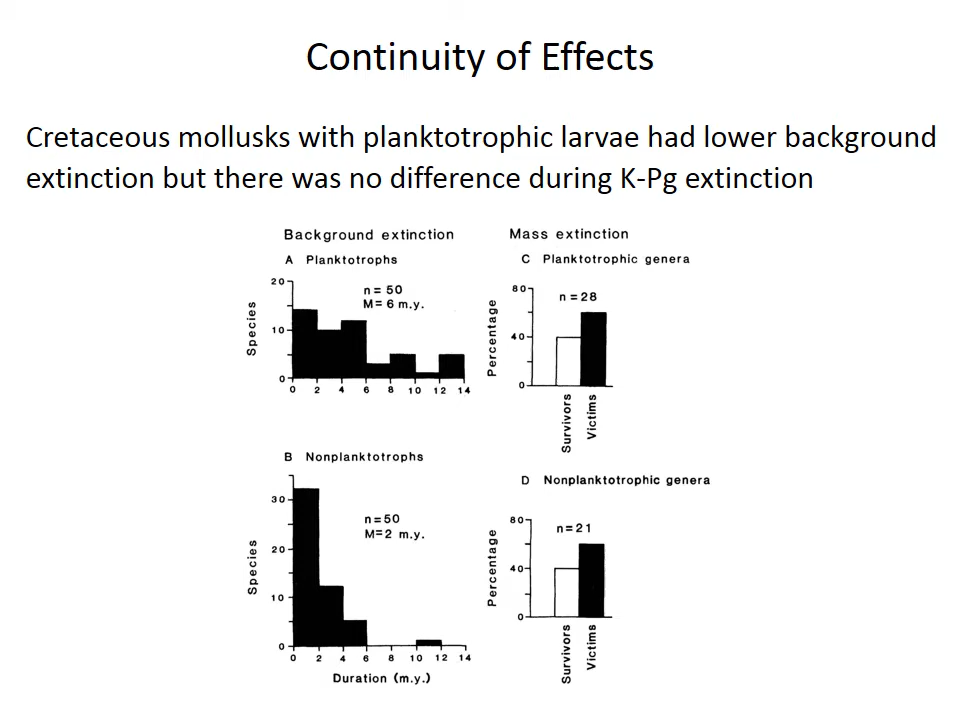 Continuity of Effects
Cretaceous mollusks with planktotrophic larvae had lower background
extinction but there was no difference during K-Pg extinction
Background extinction
A Planktotrophs
20
10
0
Species
n = 50
M = 6 m.y.
0 2 4 6 8 10 12 14
B Nonplanktotrophs
30
20
10
0
Species
n=50
M=2 m.y.
0 2 4 6 8 10 12 14
Duration (m.y.)
Mass extinction
C Planktotrophic genera
80
40
0
Percentage
n=28
Survivors
Victims
D Nonplanktotrophic genera
80
40
0
Percentage
n=21
Survivors
Victims